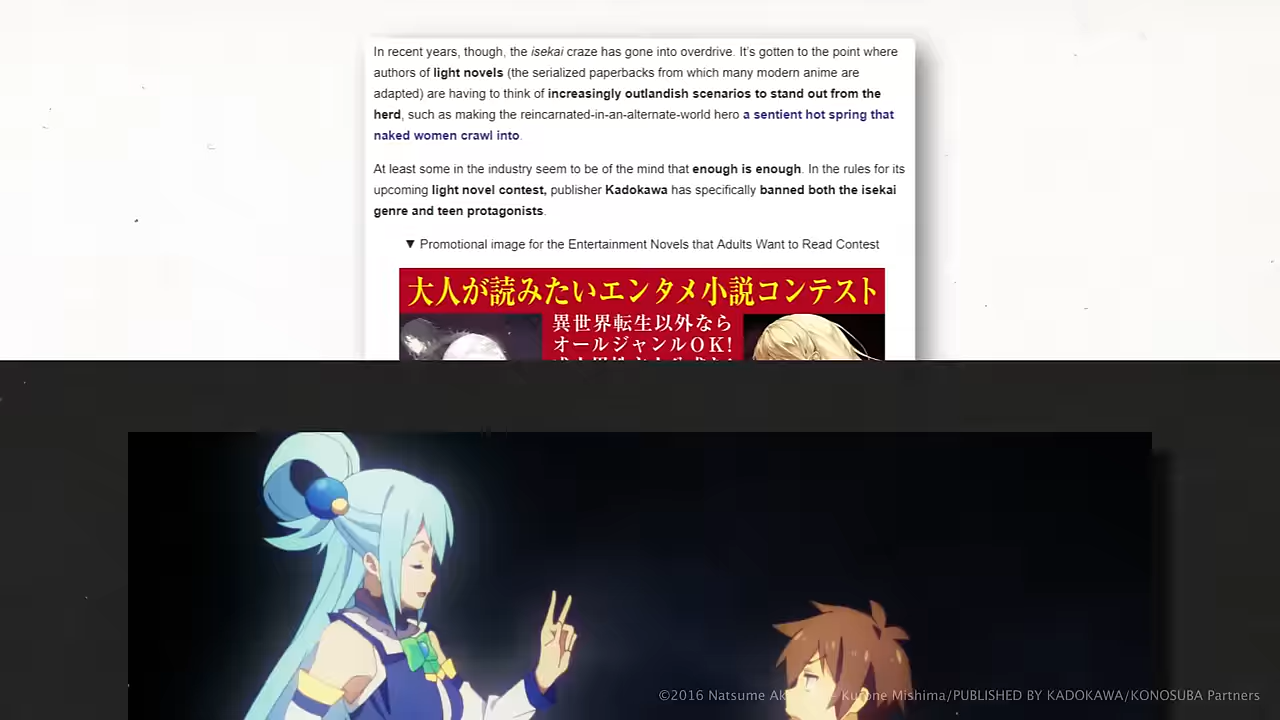 In recent years, though, the isekai craze has gone into overdrive. It's gotten to the point where
authors of light novels (the serialized paperbacks from which many modern anime are
adapted) are having to think of increasingly outlandish scenarios to stand out from the
herd, such as making the reincarnated-in-an-alternate-world hero a sentient hot spring that
naked women crawl into.
At least some in the industry seem to be of the mind that enough is enough. In the rules for its
upcoming light novel contest, publisher Kadokawa has specifically banned both the isekai
genre and teen protagonists.
▼ Promotional image for the Entertainment Novels that Adults Want to Read Contest
大人が読みたいエンタメ小説コンテスト
異世界転生以外なら
オールジャンルOK!
©2016 Natsume Ak Kurone Mishima/PUBLISHED BY KADOKAWA/KONOSUBA Partners